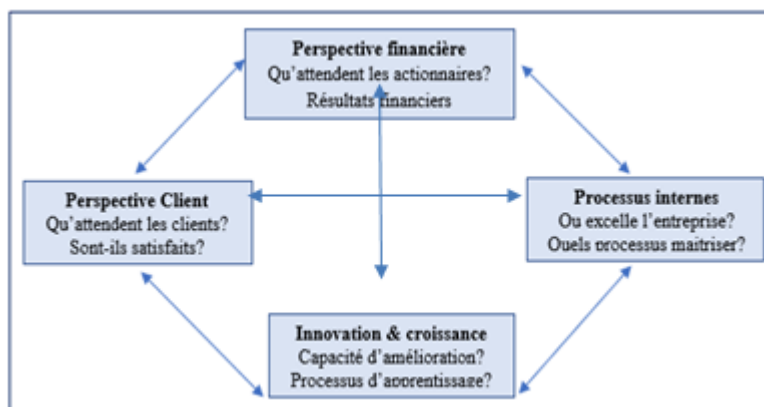 Perspective financière
Qu'attendent les actionnaires?
Résultats financiers
Perspective Client
Qu'attendent les clients?
Sont-ils satisfaits?
Processus internes
Ou excelle l'entreprise?
Quels processus maitriser?
Innovation & croissance
Capacité d'amélioration?
Processus d'apprentissage?